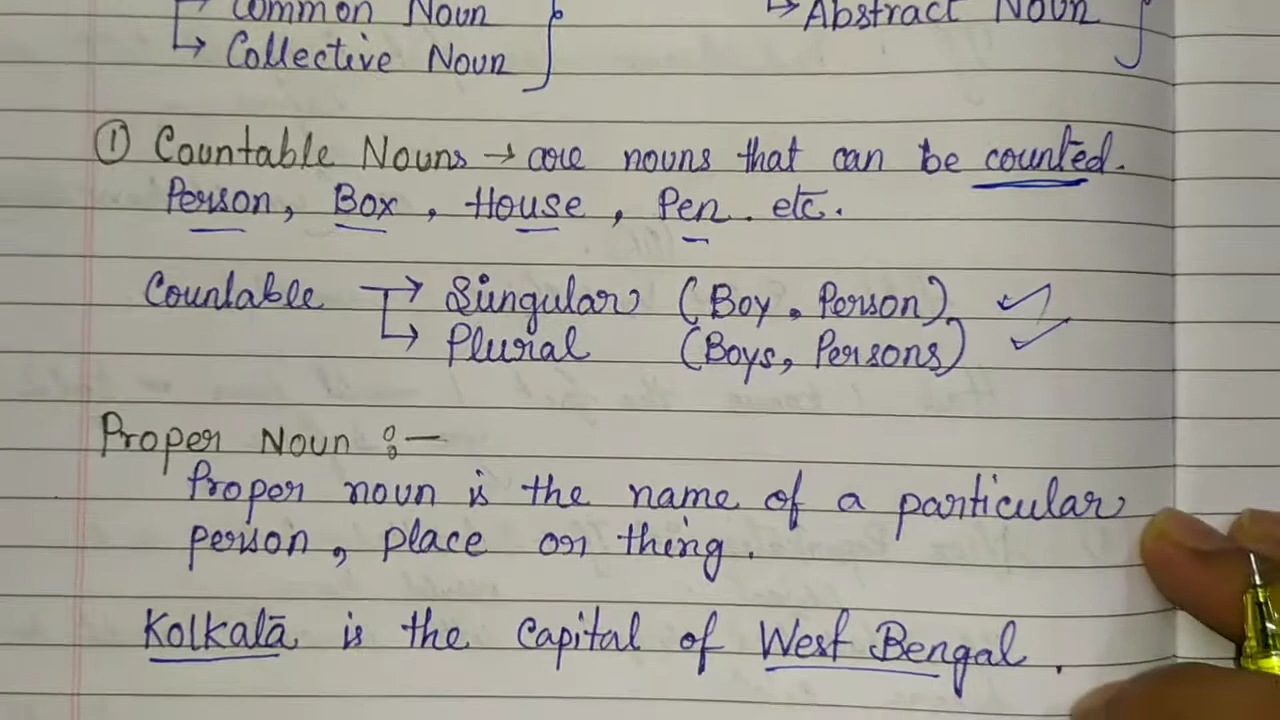 Common Noun
↳ Abstract Noun
↳ Collective Noun
① Countable Nouns → are nouns that can be counted.
Person, Box, House, Pen. etc.
Countable → Singular (Boy, Person)
↳ Plural (Boys, Persons)
Proper Noun :—
Proper noun is the name of a particular
person, place or thing.
Kolkata is the capital of West Bengal.